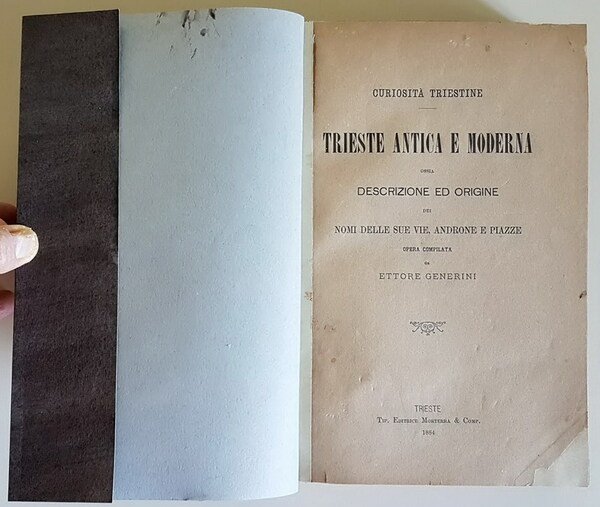 CURIOSITÀ TRIESTINE
TRIESTE ANTICA E MODERNA
OSSIA
DESCRIZIONE ED ORIGINE
DEI
NOMI DELLE SUE VIE, ANDRONE E PIAZZE
OPERA COMPILATA
DA
ETTORE GENERINI
TRIESTE
TIP. EDITRICE MORTERRA & COMP.
1884